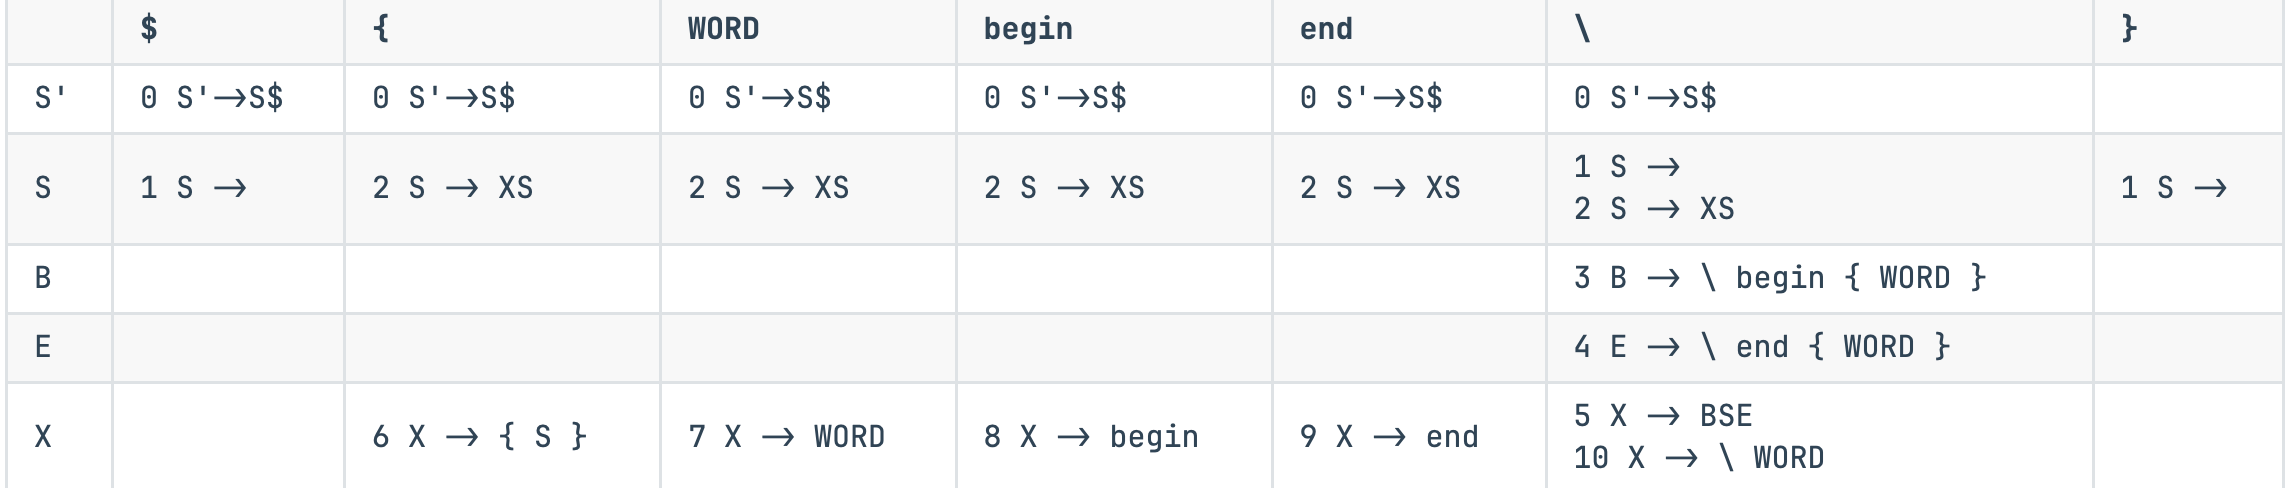 $ { WORD begin end \ }
S' 0 S'→S$ 0 S'→S$ 0 S'→S$ 0 S'→S$ 0 S'→S$ 0 S'→S$
S 1 S → 2 S → XS 2 S → XS 2 S → XS 2 S → XS 1 S →
2 S → XS 1 S →
B 3 B → \ begin { WORD }
E 4 E → \ end { WORD }
X 6 X → { S } 7 X → WORD 8 X → begin 9 X → end 5 X → BSE
10 X → \ WORD